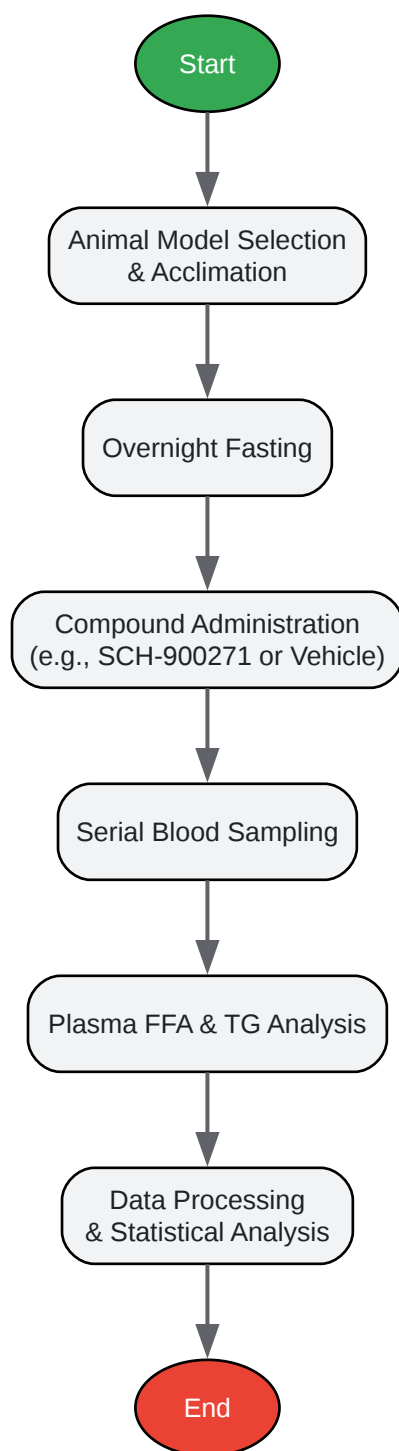 Start
Animal Model Selection
& Acclimation
Overnight Fasting
Compound Administration
(e.g., SCH-900271 or Vehicle)
Serial Blood Sampling
Plasma FFA & TG Analysis
Data Processing
& Statistical Analysis
End